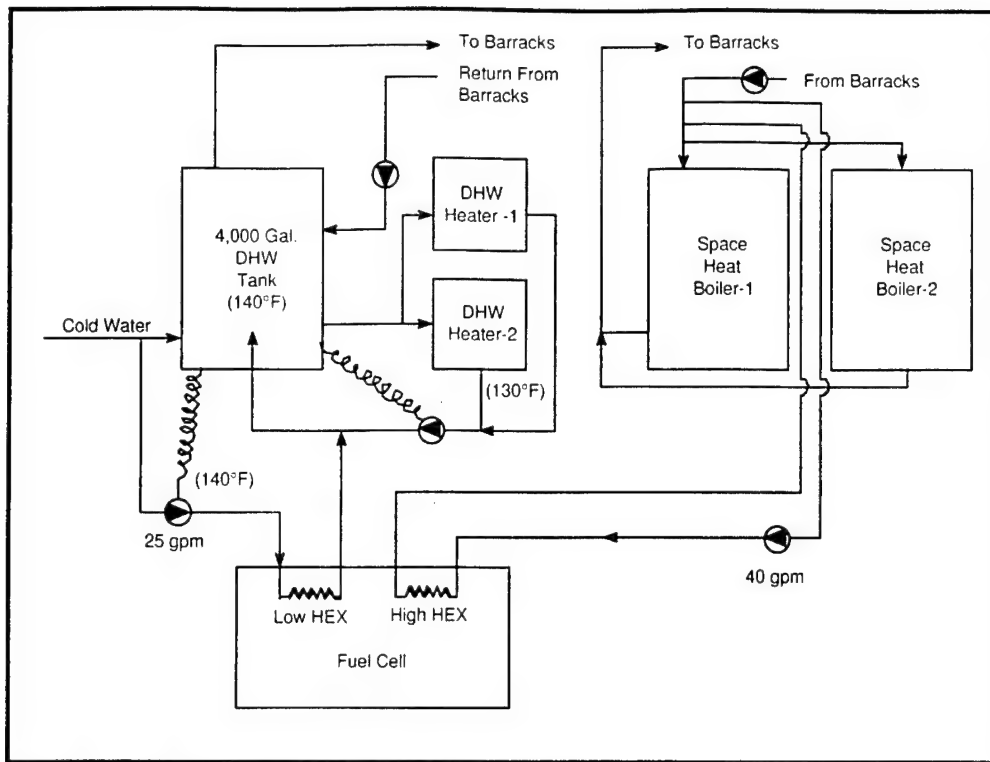 To Barracks
Return From
Barracks
To Barracks
From Barracks
4,000 Gal.
DHW
Tank
(140°F)
DHW
Heater -1
DHW
Heater-2
Space
Heat
Boiler-1
Space
Heat
Boiler-2
Cold Water
(130°F)
(140°F)
25 gpm
40 gpm
Low HEX
High HEX
Fuel Cell